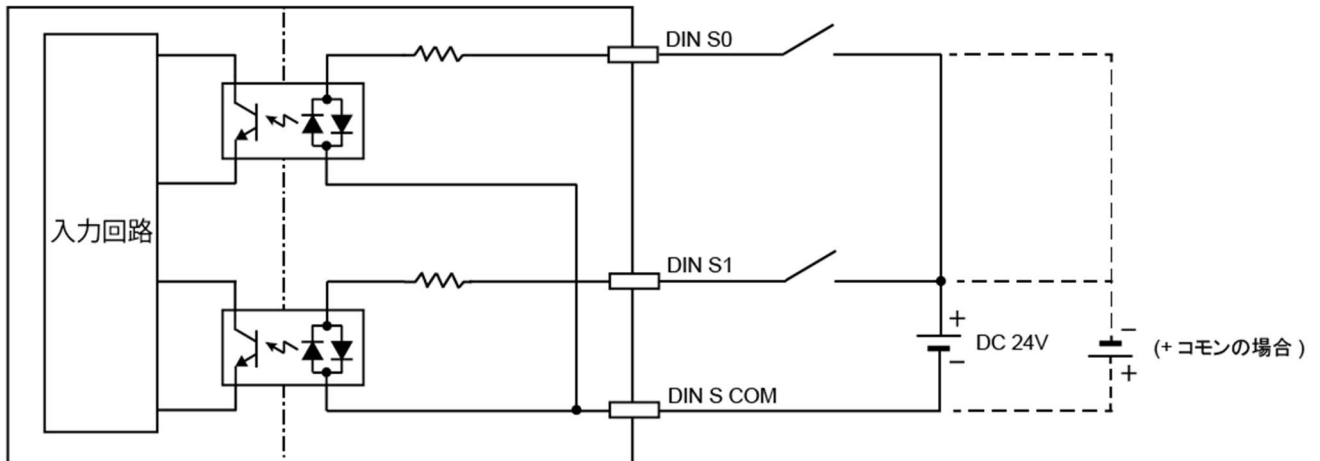 DIN S0
入力回路
DIN S1
+
DC 24V
−
−
+
(+ コモンの場合 )
DIN S COM